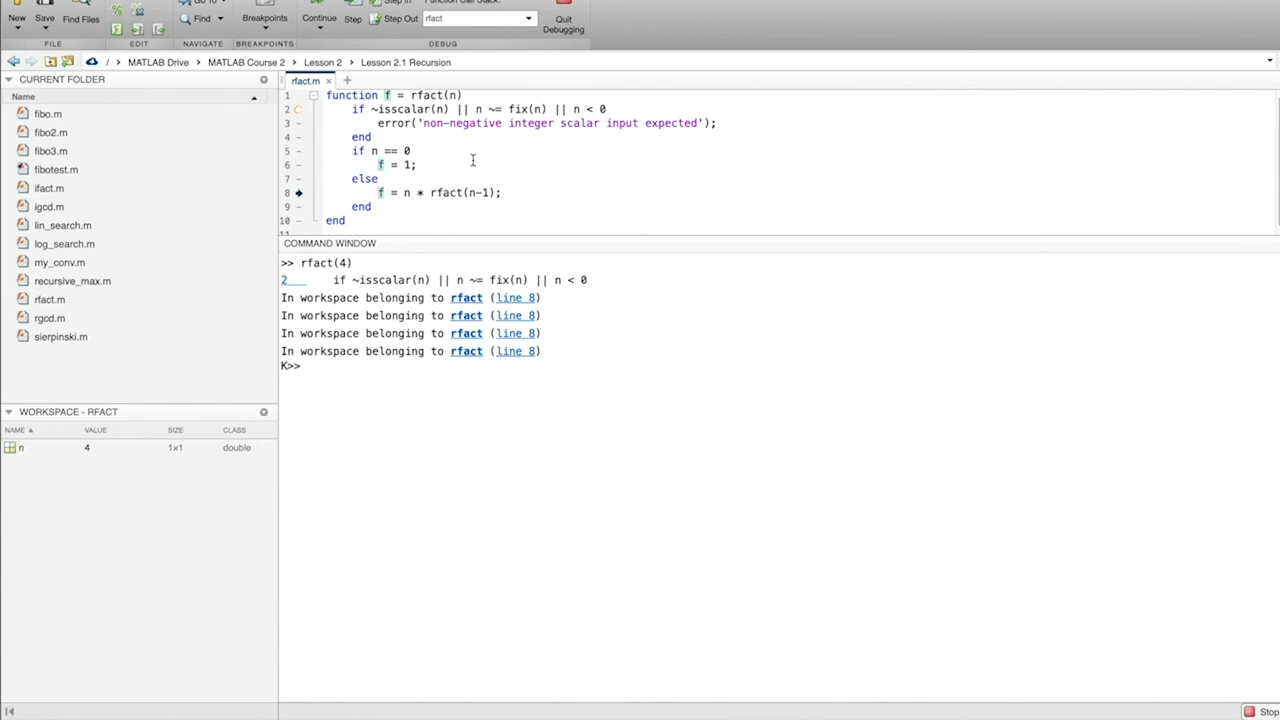 Go To
Step In
Function Call Stack:
New
Save
Find Files
Find
Breakpoints
Continue
Step
Step Out
rfact
Quit
Debugging
FILE
EDIT
NAVIGATE
BREAKPOINTS
DEBUG
/ › MATLAB Drive › MATLAB Course 2 › Lesson 2 › Lesson 2.1 Recursion
CURRENT FOLDER
Name
fibo.m
fibo2.m
fibo3.m
fibotest.m
ifact.m
igcd.m
lin_search.m
log_search.m
my_conv.m
recursive_max.m
rfact.m
rgcd.m
sierpinski.m
WORKSPACE - RFACT
NAME VALUE SIZE CLASS
n 4 1×1 double
rfact.m × +
1 function f = rfact(n)
2 if ~isscalar(n) || n ~= fix(n) || n < 0
3 – error('non-negative integer scalar input expected');
4 – end
5 – if n == 0
6 – f = 1;
7 – else
8 f = n * rfact(n-1);
9 – end
10 – end
11
COMMAND WINDOW
>> rfact(4)
2 if ~isscalar(n) || n ~= fix(n) || n < 0
In workspace belonging to rfact (line 8)
In workspace belonging to rfact (line 8)
In workspace belonging to rfact (line 8)
In workspace belonging to rfact (line 8)
K>>
Stop